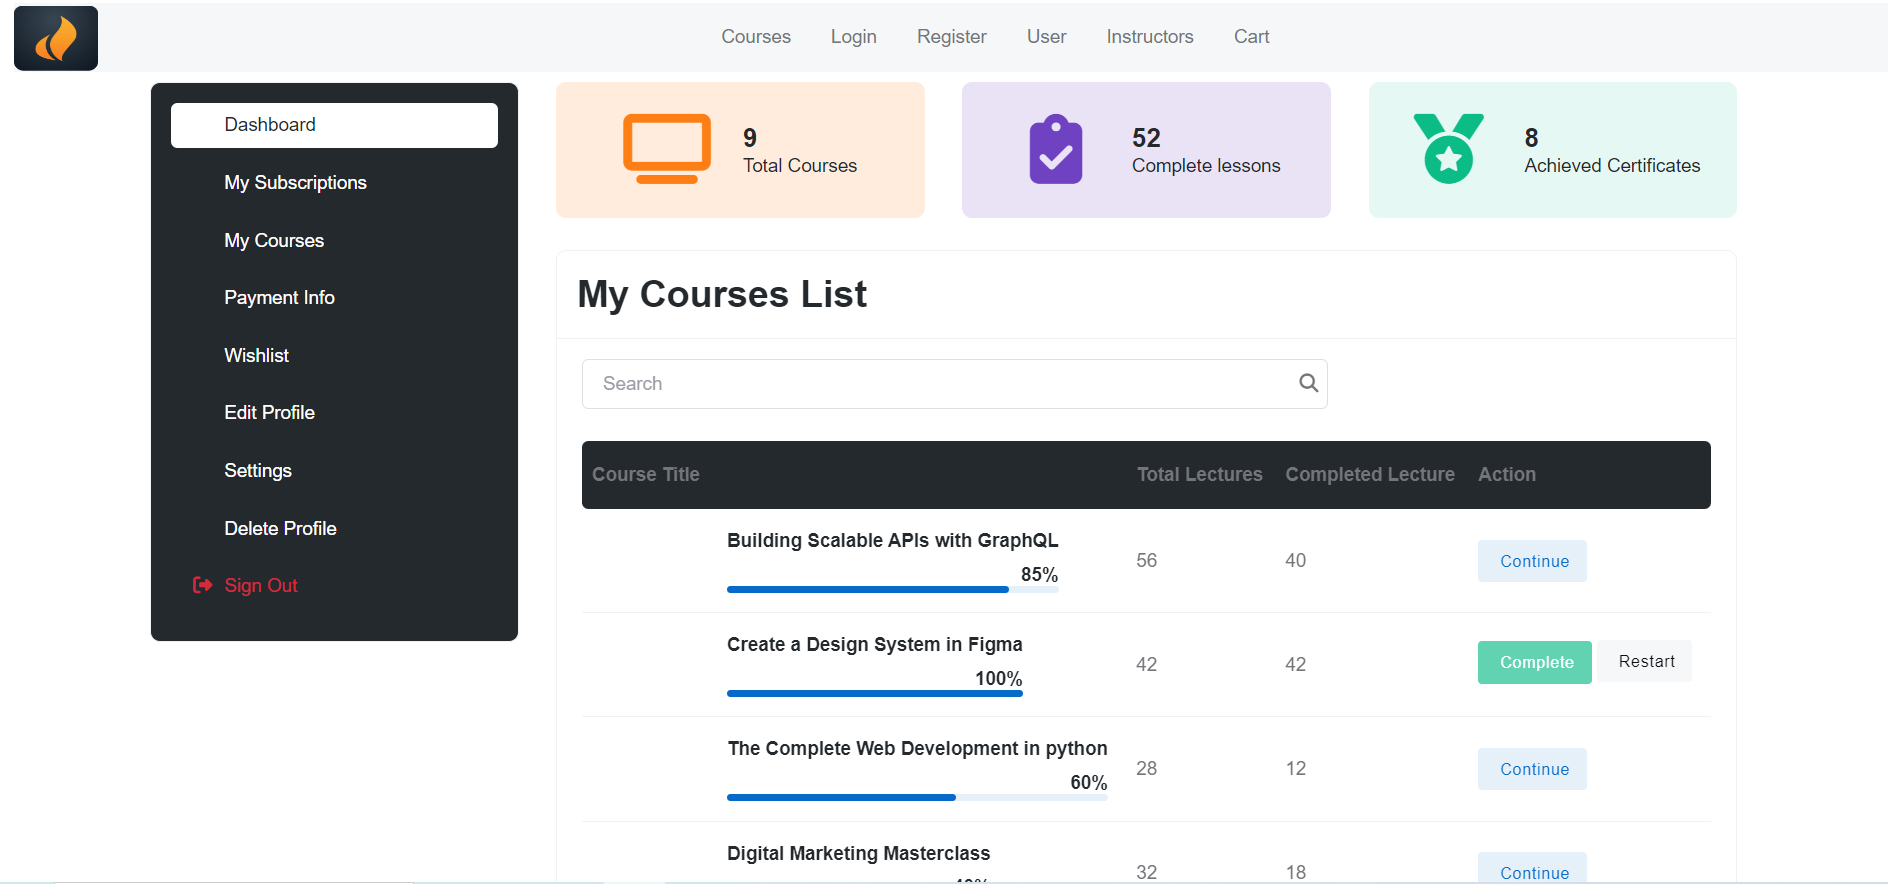 Courses Login Register User Instructors Cart
Dashboard
My Subscriptions
My Courses
Payment Info
Wishlist
Edit Profile
Settings
Delete Profile
Sign Out
9
Total Courses
52
Complete lessons
8
Achieved Certificates
My Courses List
Search
Course Title Total Lectures Completed Lecture Action
Building Scalable APIs with GraphQL
85%
56 40 Continue
Create a Design System in Figma
100%
42 42 Complete Restart
The Complete Web Development in python
60%
28 12 Continue
Digital Marketing Masterclass
32 18 Continue